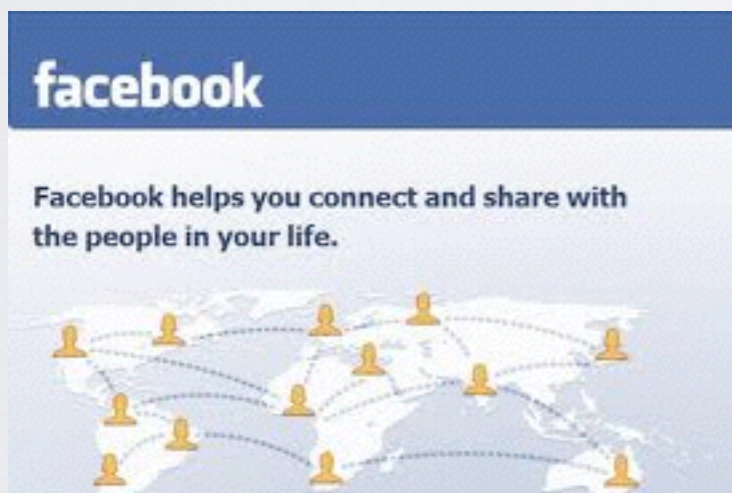 facebook
Facebook helps you connect and share with
the people in your life.